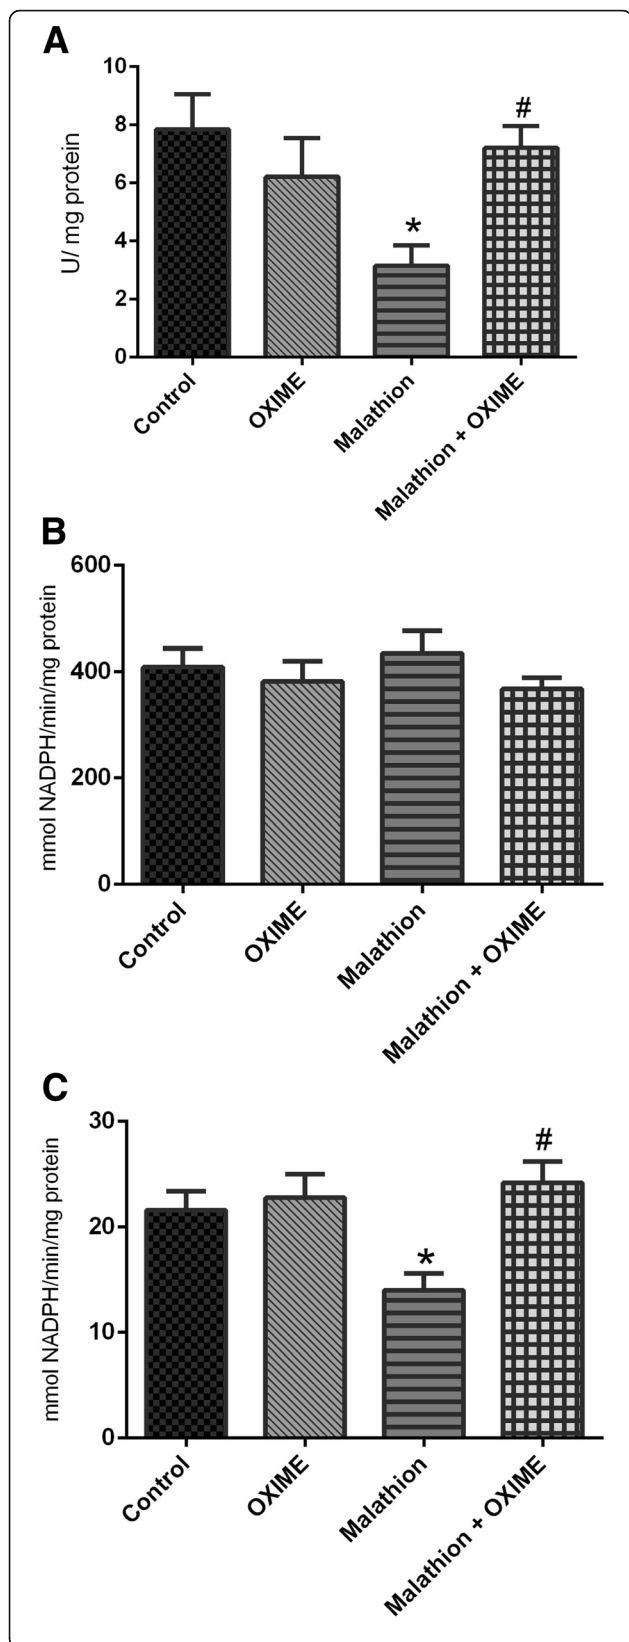 A
10
8
6
4
2
0
U/ mg protein
*
#
Control
OXIME
Malathion
Malathion + OXIME
B
600
400
200
0
mmol NADPH/min/mg protein
Control
OXIME
Malathion
Malathion + OXIME
C
30
20
10
0
mmol NADPH/min/mg protein
*
#
Control
OXIME
Malathion
Malathion + OXIME